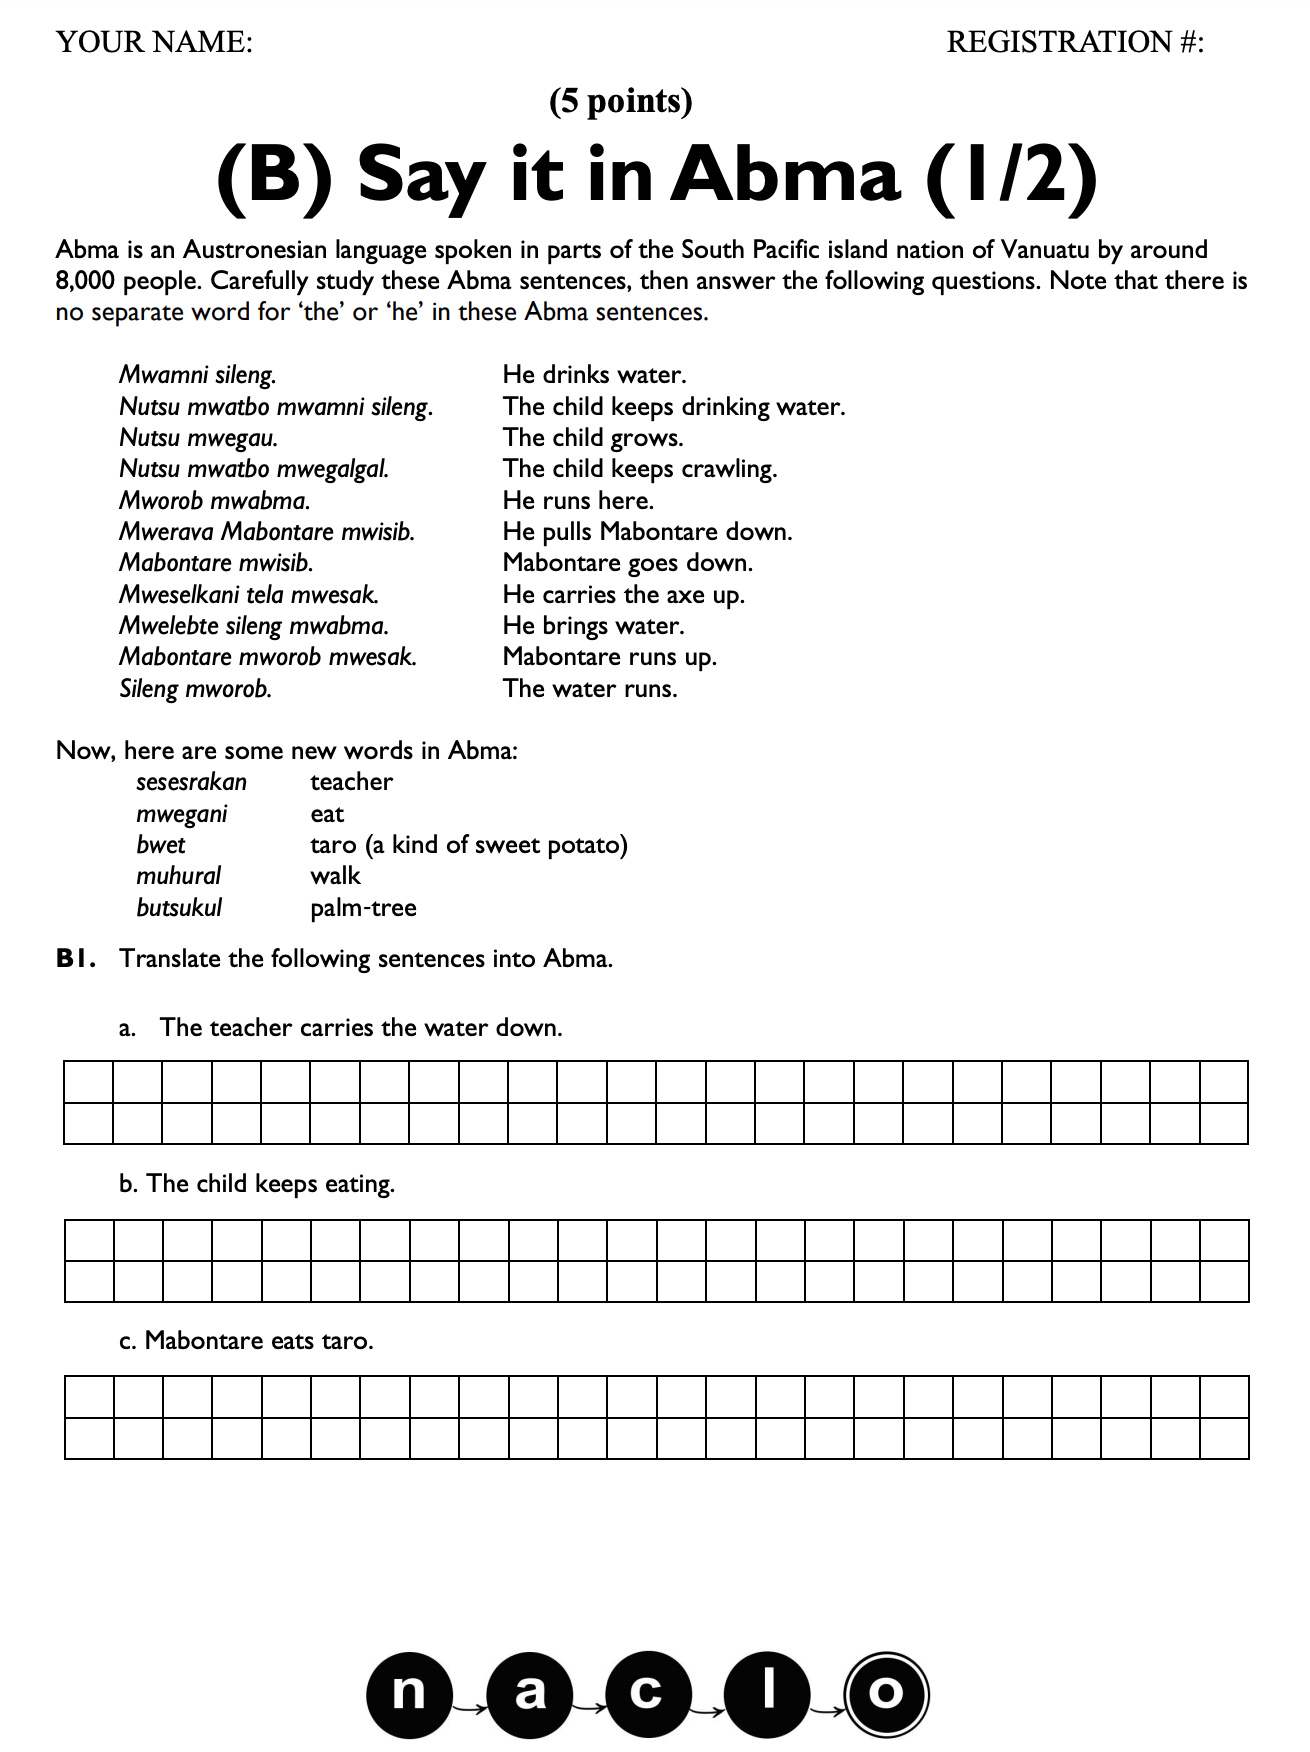 YOUR NAME: REGISTRATION #:
(5 points)
(B) Say it in Abma (1/2)
Abma is an Austronesian language spoken in parts of the South Pacific island nation of Vanuatu by around
8,000 people. Carefully study these Abma sentences, then answer the following questions. Note that there is
no separate word for ‘the’ or ‘he’ in these Abma sentences.
Mwamni sileng. He drinks water.
Nutsu mwatbo mwamni sileng. The child keeps drinking water.
Nutsu mwegau. The child grows.
Nutsu mwatbo mwegalgal. The child keeps crawling.
Mworob mwabma. He runs here.
Mwerava Mabontare mwisib. He pulls Mabontare down.
Mabontare mwisib. Mabontare goes down.
Mweselkani tela mwesak. He carries the axe up.
Mwelebte sileng mwabma. He brings water.
Mabontare mworob mwesak. Mabontare runs up.
Sileng mworob. The water runs.
Now, here are some new words in Abma:
sesesrakan teacher
mwegani eat
bwet taro (a kind of sweet potato)
muhural walk
butsukul palm-tree
B1. Translate the following sentences into Abma.
a. The teacher carries the water down.
b. The child keeps eating.
c. Mabontare eats taro.
n a c l o